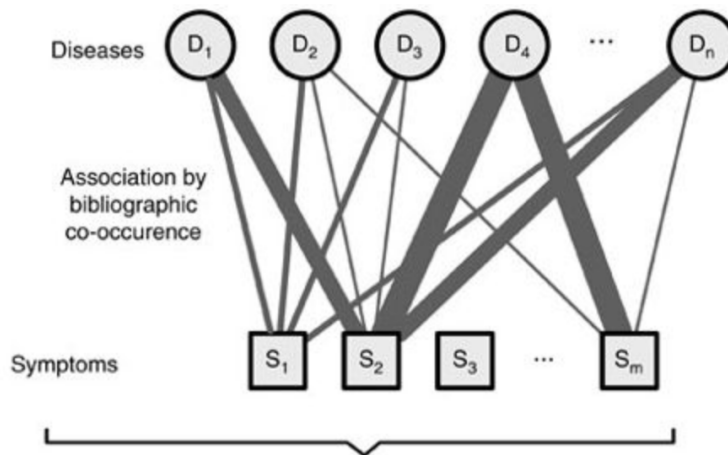 Diseases D₁ D₂ D₃ D₄ ... Dₙ
Association by
bibliographic
co-occurence
Symptoms S₁ S₂ S₃ ... Sₘ